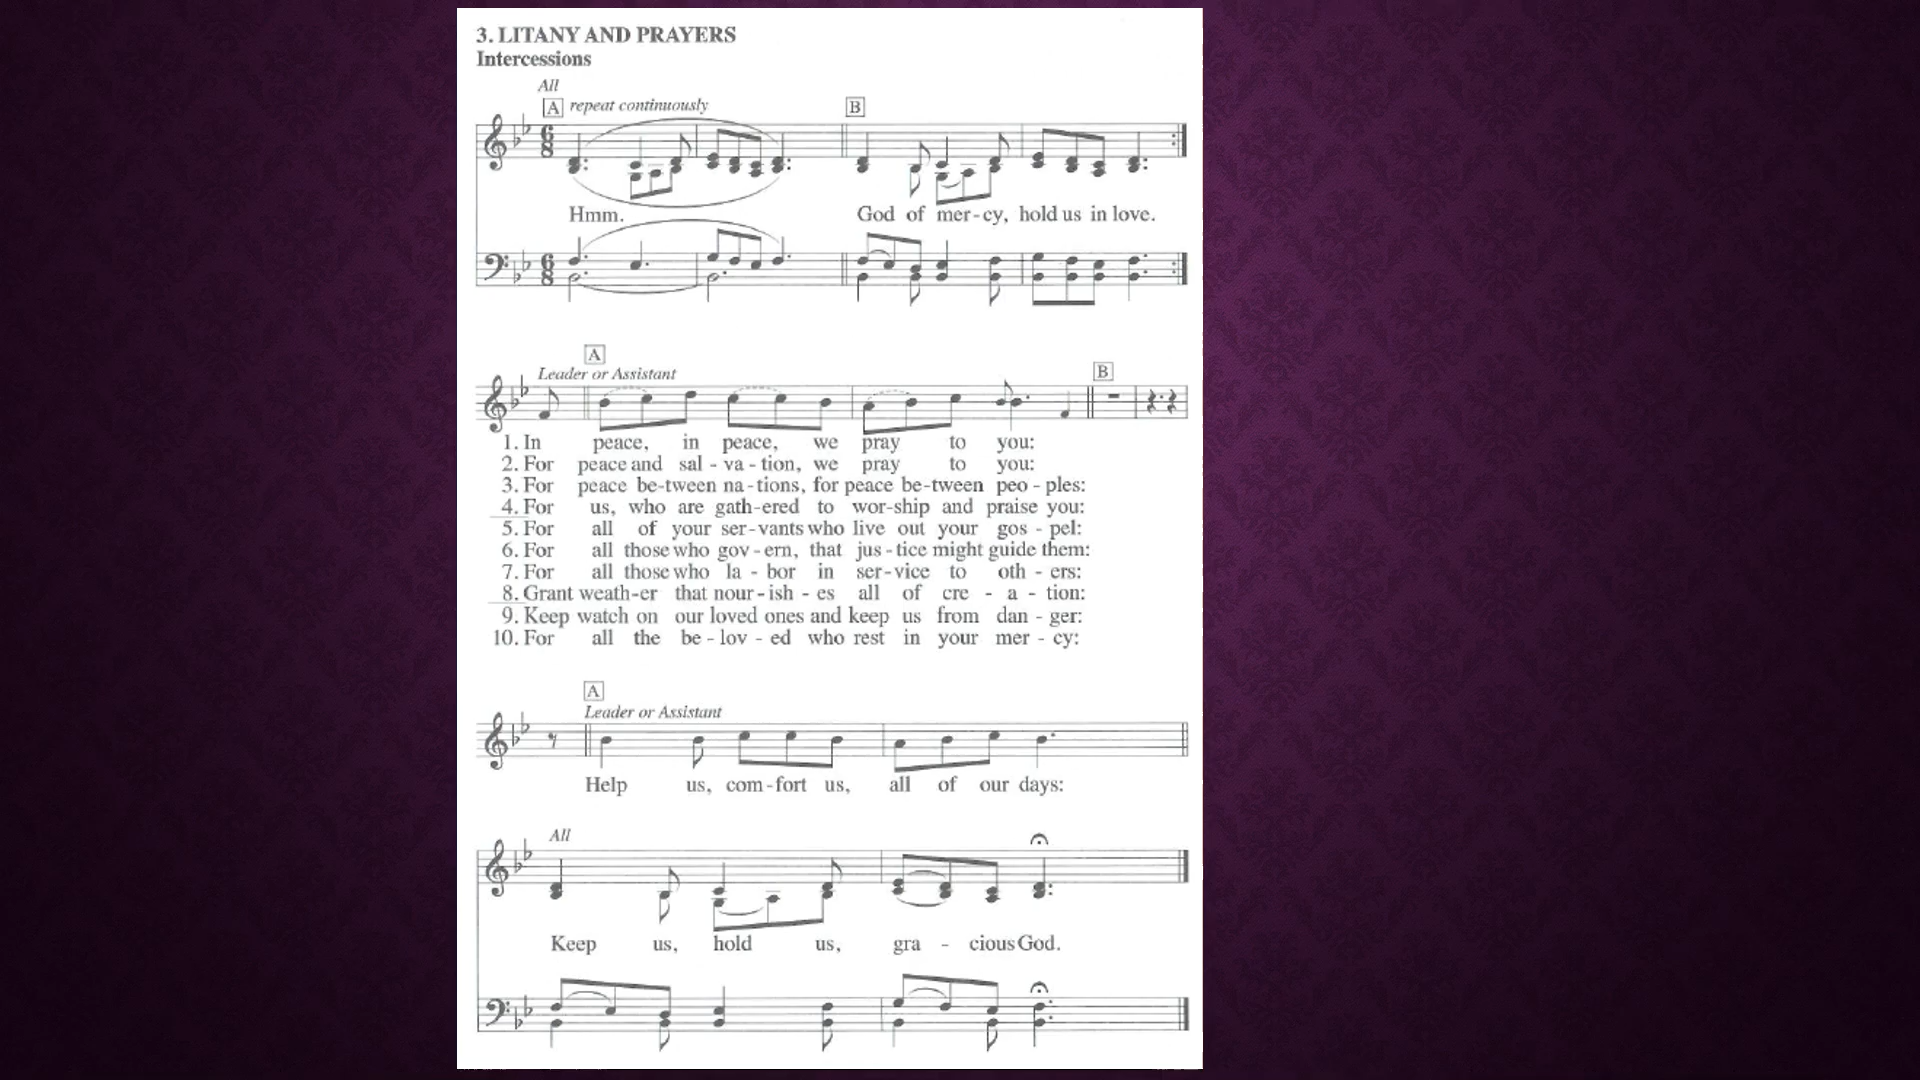 3. LITANY AND PRAYERS
Intercessions
All
A repeat continuously
B
6 8
Hmm. God of mer-cy, hold us in love.
6 8
A
Leader or Assistant
B
1. In peace, in peace, we pray to you:
2. For peace and sal - va - tion, we pray to you:
3. For peace be-tween na - tions, for peace be-tween peo - ples:
4. For us, who are gath-ered to wor-ship and praise you:
5. For all of your ser-vants who live out your gos - pel:
6. For all those who gov - ern, that jus - tice might guide them:
7. For all those who la - bor in ser-vice to oth - ers:
8. Grant weath-er that nour - ish - es all of cre - a - tion:
9. Keep watch on our loved ones and keep us from dan - ger:
10. For all the be - lov - ed who rest in your mer - cy:
A
Leader or Assistant
Help us, com - fort us, all of our days:
All
Keep us, hold us, gra - cious God.